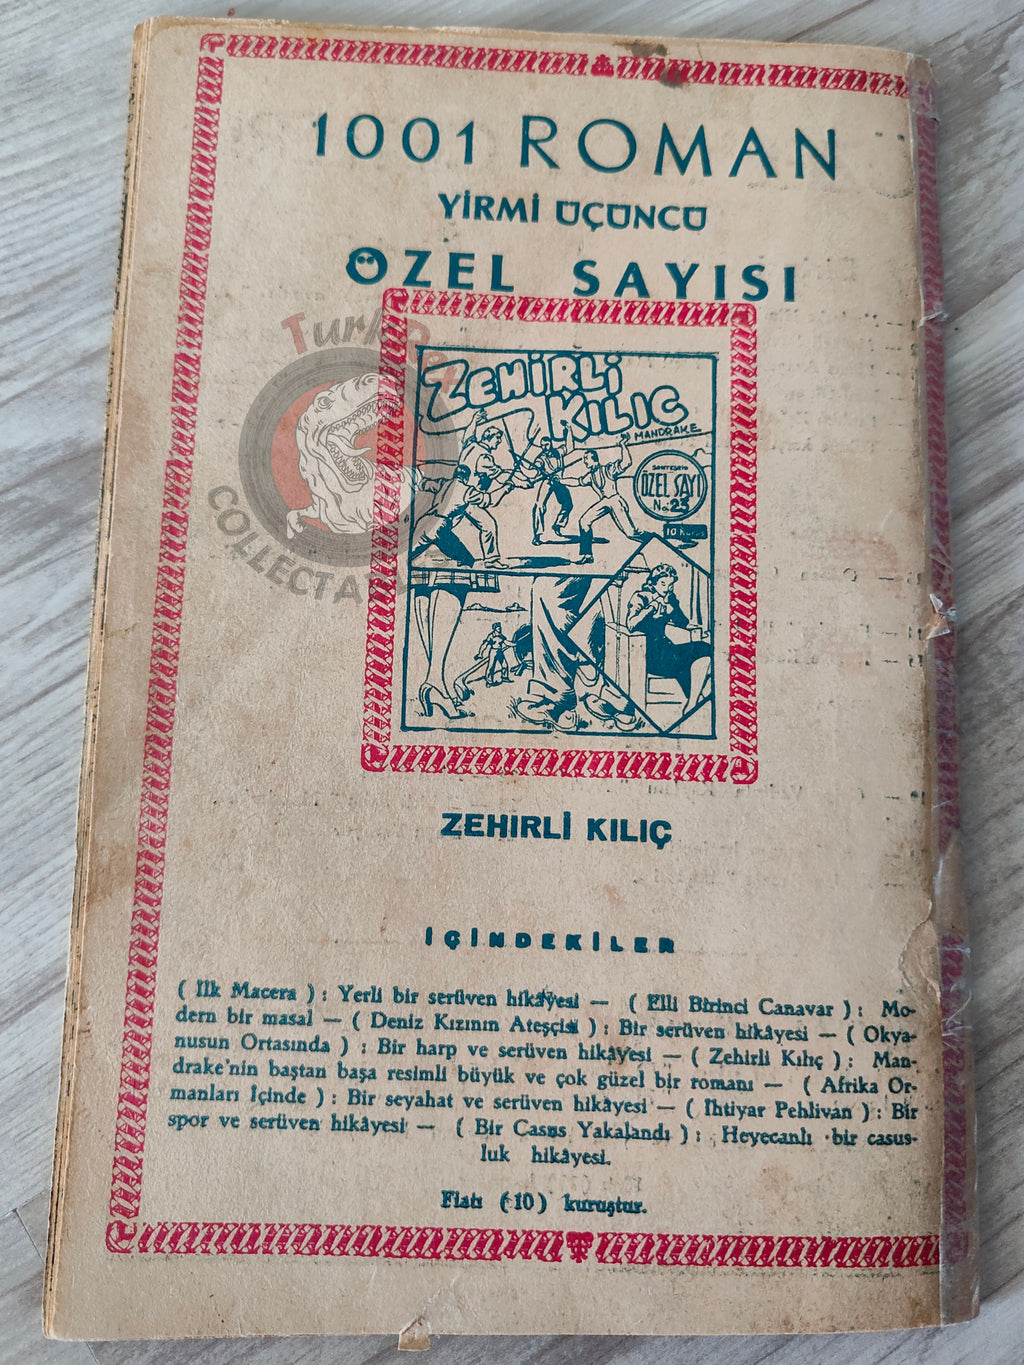 1001 ROMAN
YİRMİ ÜÇÜNCÜ
ÖZEL SAYISI
ZEHİRLİ
KILIÇ
MANDRAKE
ÖZEL SAYI
No.23
TurkRex
COLLECTA
ZEHİRLİ KILIÇ
İÇİNDEKİLER
( İlk Macera ) : Yerli bir serüven hikâyesi — ( Elli Birinci Canavar ) : Mo-
dern bir masal — ( Deniz Kızının Ateşçisi ) : Bir serüven hikâyesi — ( Okya-
nusun Ortasında ) : Bir harp ve serüven hikâyesi — ( Zehirli Kılıç ) : Man-
drake'nin baştan başa resimli büyük ve çok güzel bir romanı — ( Afrika Or-
manları İçinde ) : Bir seyahat ve serüven hikâyesi — ( İhtiyar Pehlivan ) : Bir
spor ve serüven hikâyesi — ( Bir Casus Yakalandı ) : Heyecanlı bir casus-
luk hikâyesi.
Fiatı (10) kuruştur.